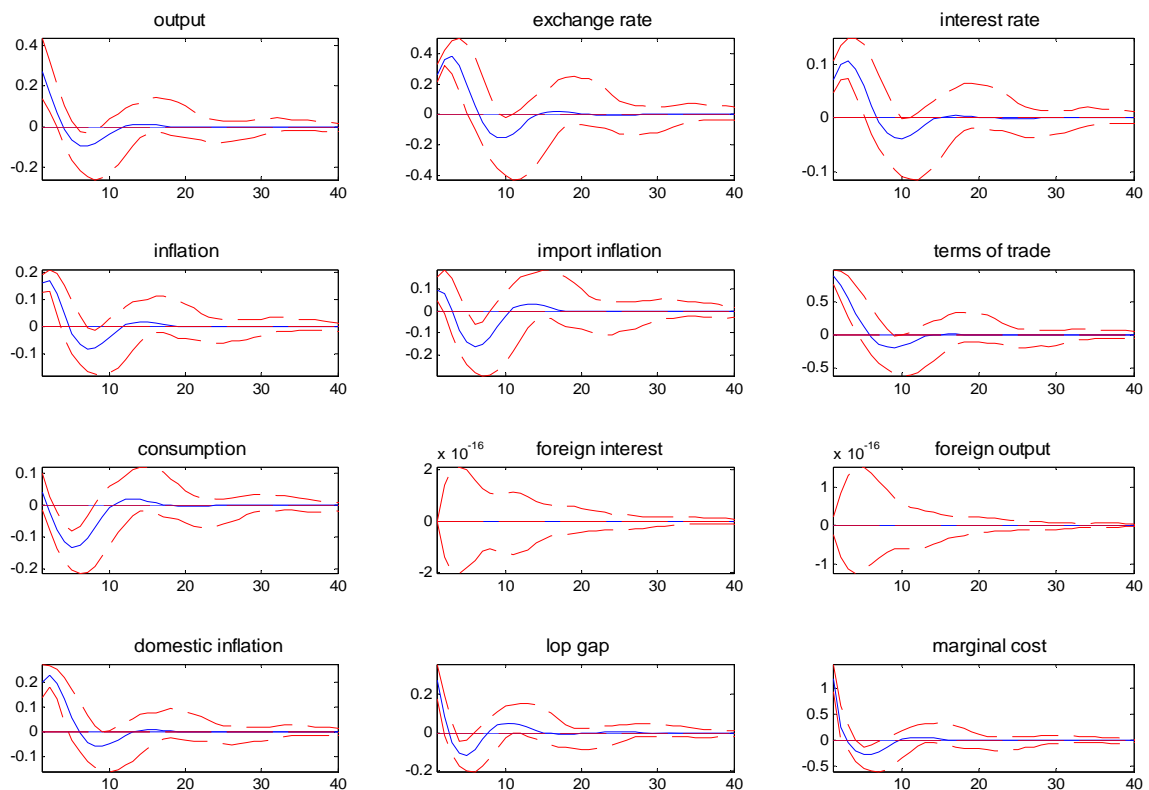 output
0.4
0.2
0
-0.2
10 20 30 40
exchange rate
0.4
0.2
0
-0.2
-0.4
10 20 30 40
interest rate
0.1
0
-0.1
10 20 30 40
inflation
0.2
0.1
0
-0.1
10 20 30 40
import inflation
0.1
0
-0.1
-0.2
10 20 30 40
terms of trade
0.5
0
-0.5
10 20 30 40
consumption
0.1
0
-0.1
-0.2
10 20 30 40
foreign interest
x 10^-16
2
0
-2
10 20 30 40
foreign output
x 10^-16
1
0
-1
10 20 30 40
domestic inflation
0.2
0.1
0
-0.1
10 20 30 40
lop gap
0.2
0
-0.2
10 20 30 40
marginal cost
1
0.5
0
-0.5
10 20 30 40